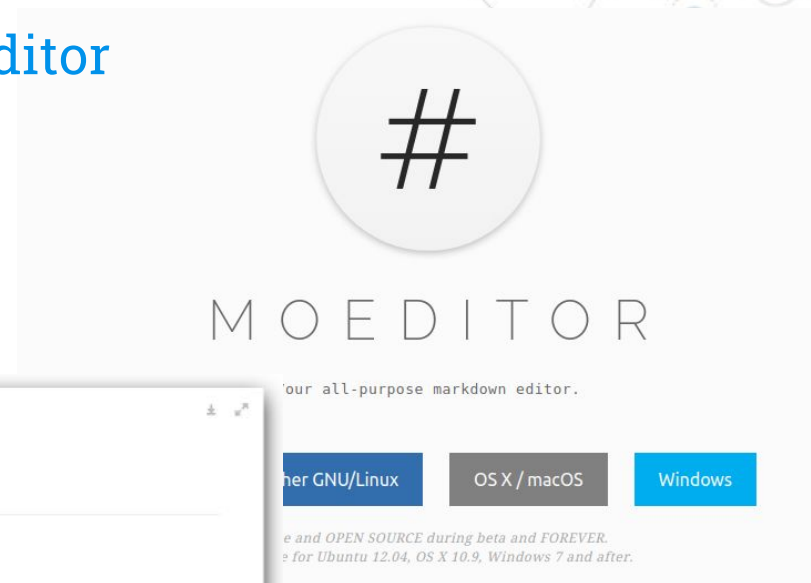 ditor
#
MOEDITOR
our all-purpose markdown editor.
her GNU/Linux
OS X / macOS
Windows
e and OPEN SOURCE during beta and FOREVER.
e for Ubuntu 12.04, OS X 10.9, Windows 7 and after.